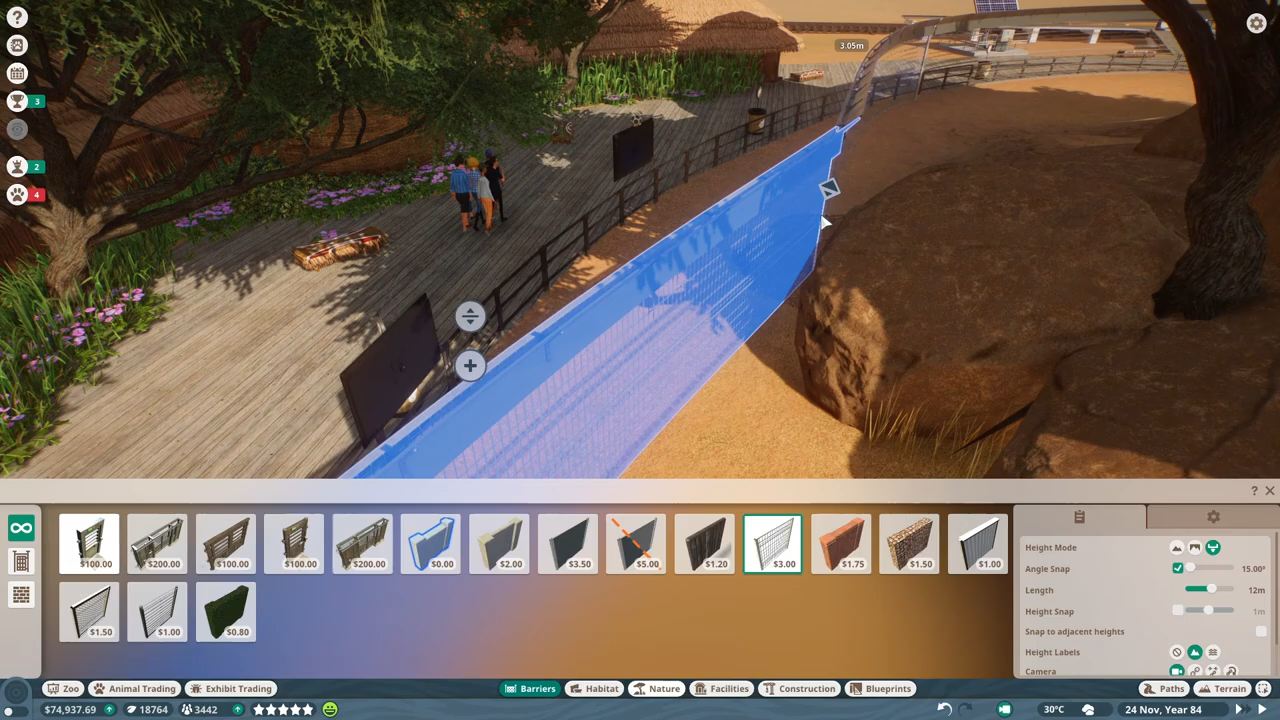 3
2
4
3.05m
?
$100.00 $200.00 $100.00 $100.00 $200.00 $0.00 $2.00 $3.50 $5.00 $1.20 $3.00 $1.75 $1.50 $1.00
$1.50 $1.00 $0.80
Height Mode
Angle Snap 15.00°
Length 12m
Height Snap 1m
Snap to adjacent heights
Height Labels
Camera
Zoo Animal Trading Exhibit Trading Barriers Habitat Nature Facilities Construction Blueprints Paths Terrain
$74,937.69 18764 3442 30°C 24 Nov, Year 84